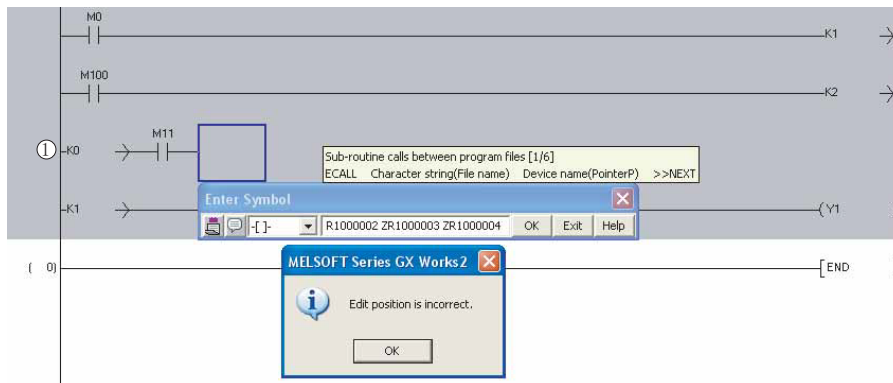 M0
K1
M100
K2
M11
① K0
Sub-routine calls between program files [1/6]
ECALL Character string(File name) Device name(PointerP) >>NEXT
Enter Symbol
K1
Y1
-[ ]- R1000002 ZR1000003 ZR1000004 OK Exit Help
MELSOFT Series GX Works2
( 0)
END
Edit position is incorrect.
OK